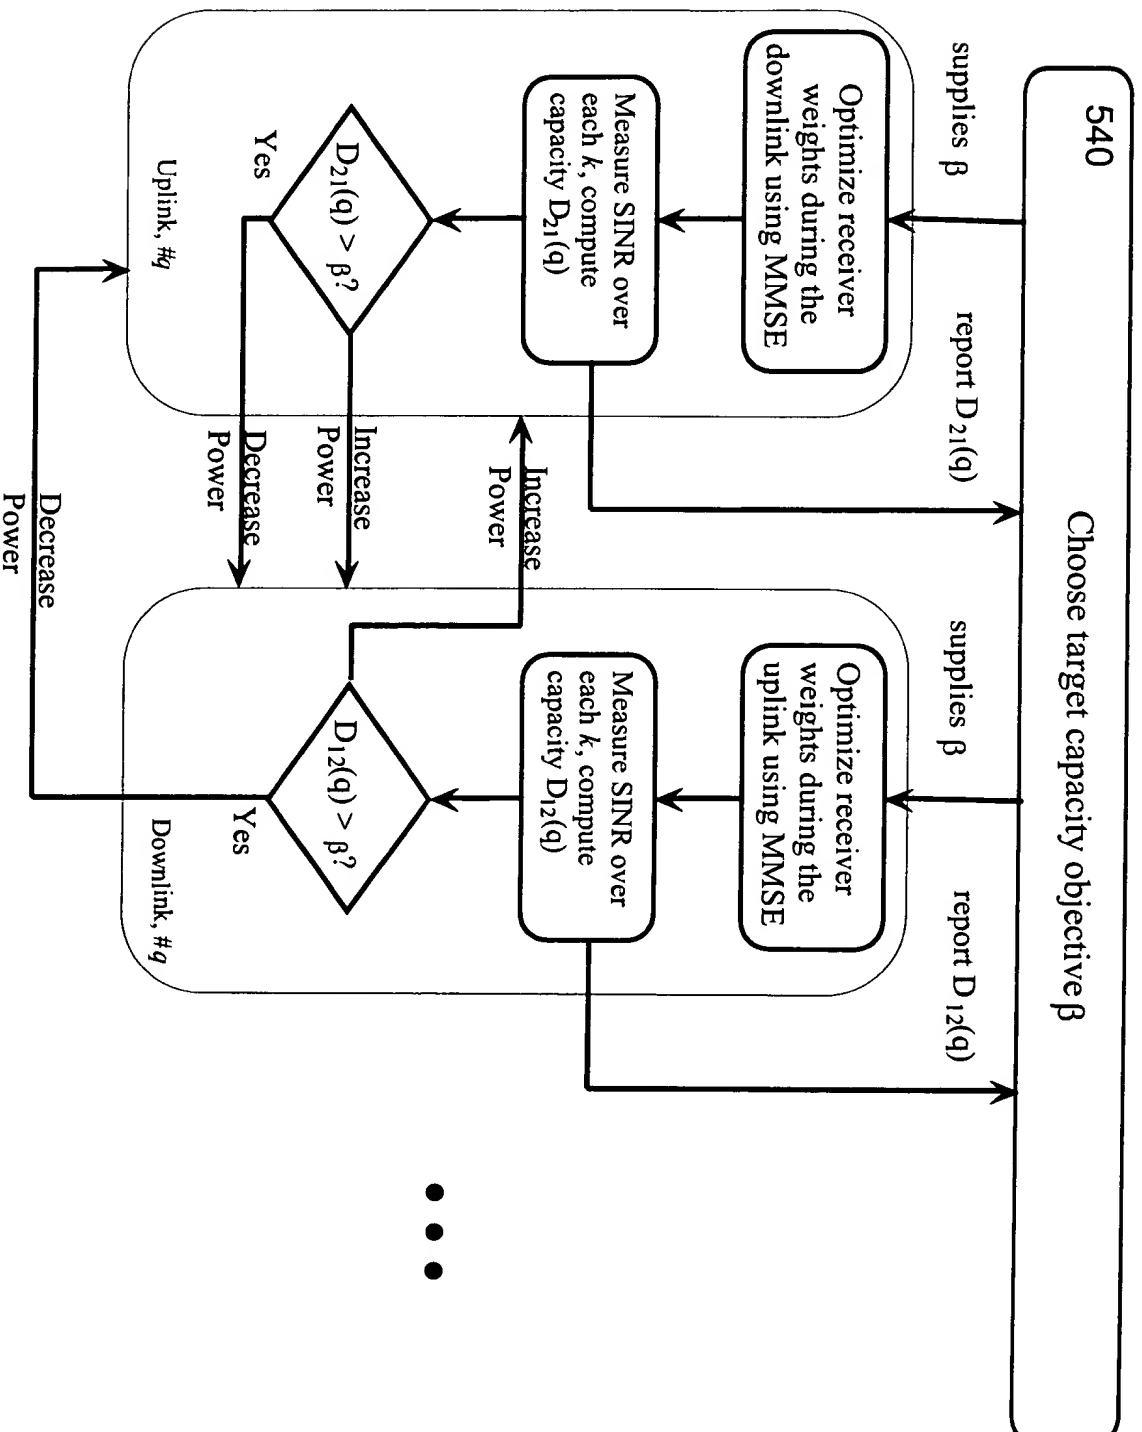 540
Choose target capacity objective β
supplies β
report D21(q)
supplies β
report D12(q)
Optimize receiver
weights during the
downlink using MMSE
Measure SINR over
each k, compute
capacity D21(q)
D21(q) > β?
Yes
Uplink, #q
Increase
Power
Decrease
Power
Increase
Power
Optimize receiver
weights during the
uplink using MMSE
Measure SINR over
each k, compute
capacity D12(q)
D12(q) > β?
Yes
Downlink, #q
Decrease
Power